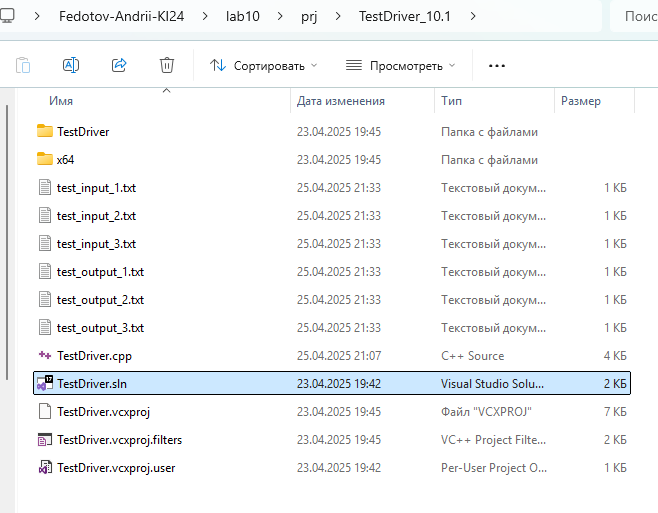 Fedotov-Andrii-KI24 > lab10 > prj > TestDriver_10.1 > Поис
Сортировать Просмотреть ...
Имя Дата изменения Тип Размер
TestDriver 23.04.2025 19:45 Папка с файлами
x64 23.04.2025 19:45 Папка с файлами
test_input_1.txt 25.04.2025 21:33 Текстовый докум... 1 КБ
test_input_2.txt 25.04.2025 21:33 Текстовый докум... 1 КБ
test_input_3.txt 25.04.2025 21:33 Текстовый докум... 1 КБ
test_output_1.txt 25.04.2025 21:33 Текстовый докум... 1 КБ
test_output_2.txt 25.04.2025 21:33 Текстовый докум... 1 КБ
test_output_3.txt 25.04.2025 21:33 Текстовый докум... 1 КБ
TestDriver.cpp 25.04.2025 21:07 C++ Source 4 КБ
TestDriver.sln 23.04.2025 19:42 Visual Studio Solu... 2 КБ
TestDriver.vcxproj 23.04.2025 19:45 Файл "VCXPROJ" 7 КБ
TestDriver.vcxproj.filters 23.04.2025 19:45 VC++ Project Filte... 2 КБ
TestDriver.vcxproj.user 23.04.2025 19:42 Per-User Project O... 1 КБ